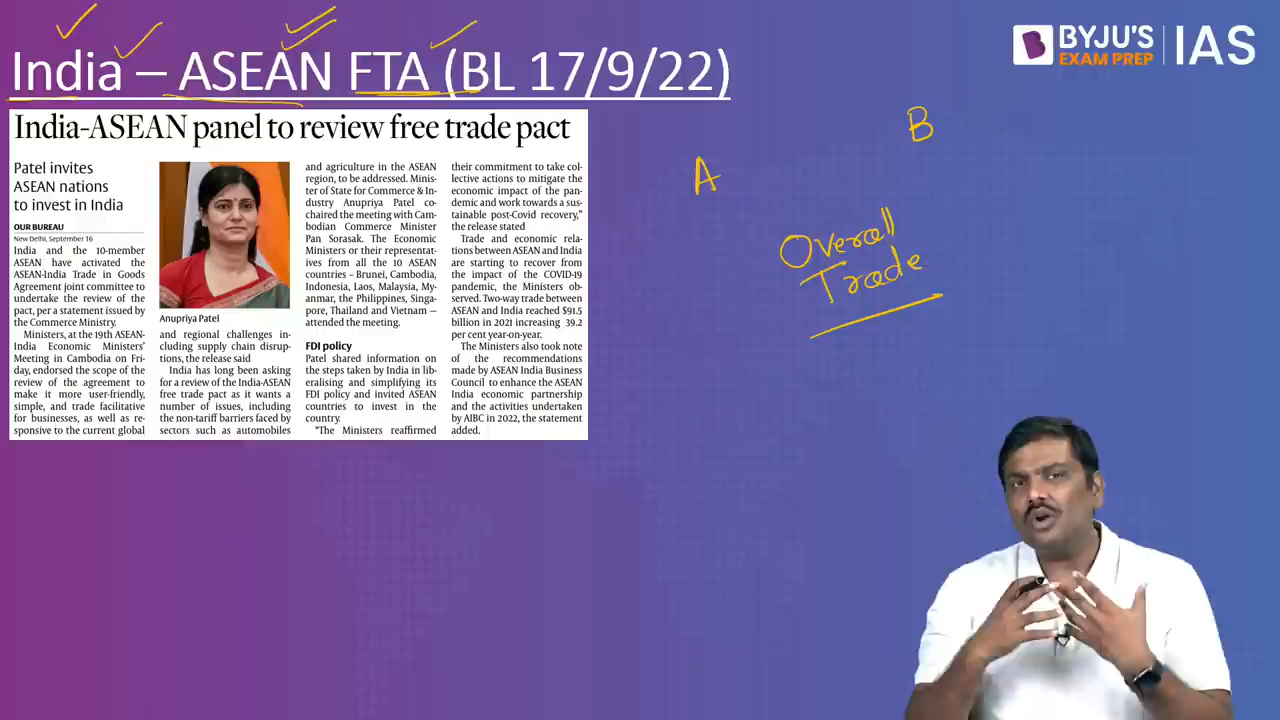 India – ASEAN FTA (BL 17/9/22)
BYJU'S
EXAM PREP
IAS
India-ASEAN panel to review free trade pact
Patel invites
ASEAN nations
to invest in India
OUR BUREAU
New Delhi, September 16
India and the 10-member
ASEAN have activated the
ASEAN-India Trade in Goods
Agreement joint committee to
undertake the review of the
pact, per a statement issued by
the Commerce Ministry.
Ministers, at the 19th ASEAN-
India Economic Ministers'
Meeting in Cambodia on Fri-
day, endorsed the scope of the
review of the agreement to
make it more user-friendly,
simple, and trade facilitative
for businesses, as well as re-
sponsive to the current global
Anupriya Patel
and regional challenges in-
cluding supply chain disrup-
tions, the release said
India has long been asking
for a review of the India-ASEAN
free trade pact as it wants a
number of issues, including
the non-tariff barriers faced by
sectors such as automobiles
and agriculture in the ASEAN
region, to be addressed. Minis-
ter of State for Commerce & In-
dustry Anupriya Patel co-
chaired the meeting with Cam-
bodian Commerce Minister
Pan Sorasak. The Economic
Ministers or their representat-
ives from all the 10 ASEAN
countries – Brunei, Cambodia,
Indonesia, Laos, Malaysia, My-
anmar, the Philippines, Singa-
pore, Thailand and Vietnam —
attended the meeting.
FDI policy
Patel shared information on
the steps taken by India in lib-
eralising and simplifying its
FDI policy and invited ASEAN
countries to invest in the
country.
"The Ministers reaffirmed
their commitment to take col-
lective actions to mitigate the
economic impact of the pan-
demic and work towards a sus-
tainable post-Covid recovery,"
the release stated
Trade and economic rela-
tions between ASEAN and India
are starting to recover from
the impact of the COVID-19
pandemic, the Ministers ob-
served. Two-way trade between
ASEAN and India reached $91.5
billion in 2021 increasing 39.2
per cent year-on-year.
The Ministers also took note
of the recommendations
made by ASEAN India Business
Council to enhance the ASEAN
India economic partnership
and the activities undertaken
by AIBC in 2022, the statement
added.
B
A
Overall
Trade